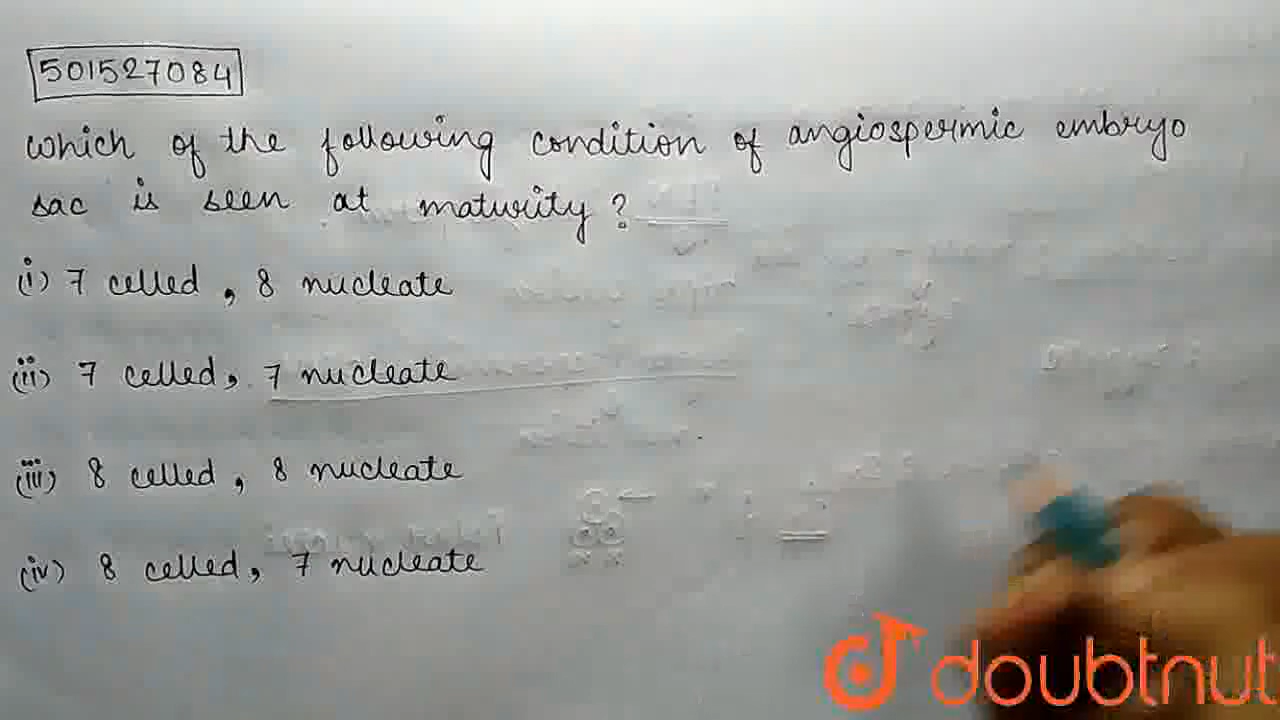 501527084
which of the following condition of angiospermic embryo
sac is seen at maturity?
(i) 7 celled, 8 nucleate
(ii) 7 celled, 7 nucleate
(iii) 8 celled, 8 nucleate
(iv) 8 celled, 7 nucleate
doubtnut